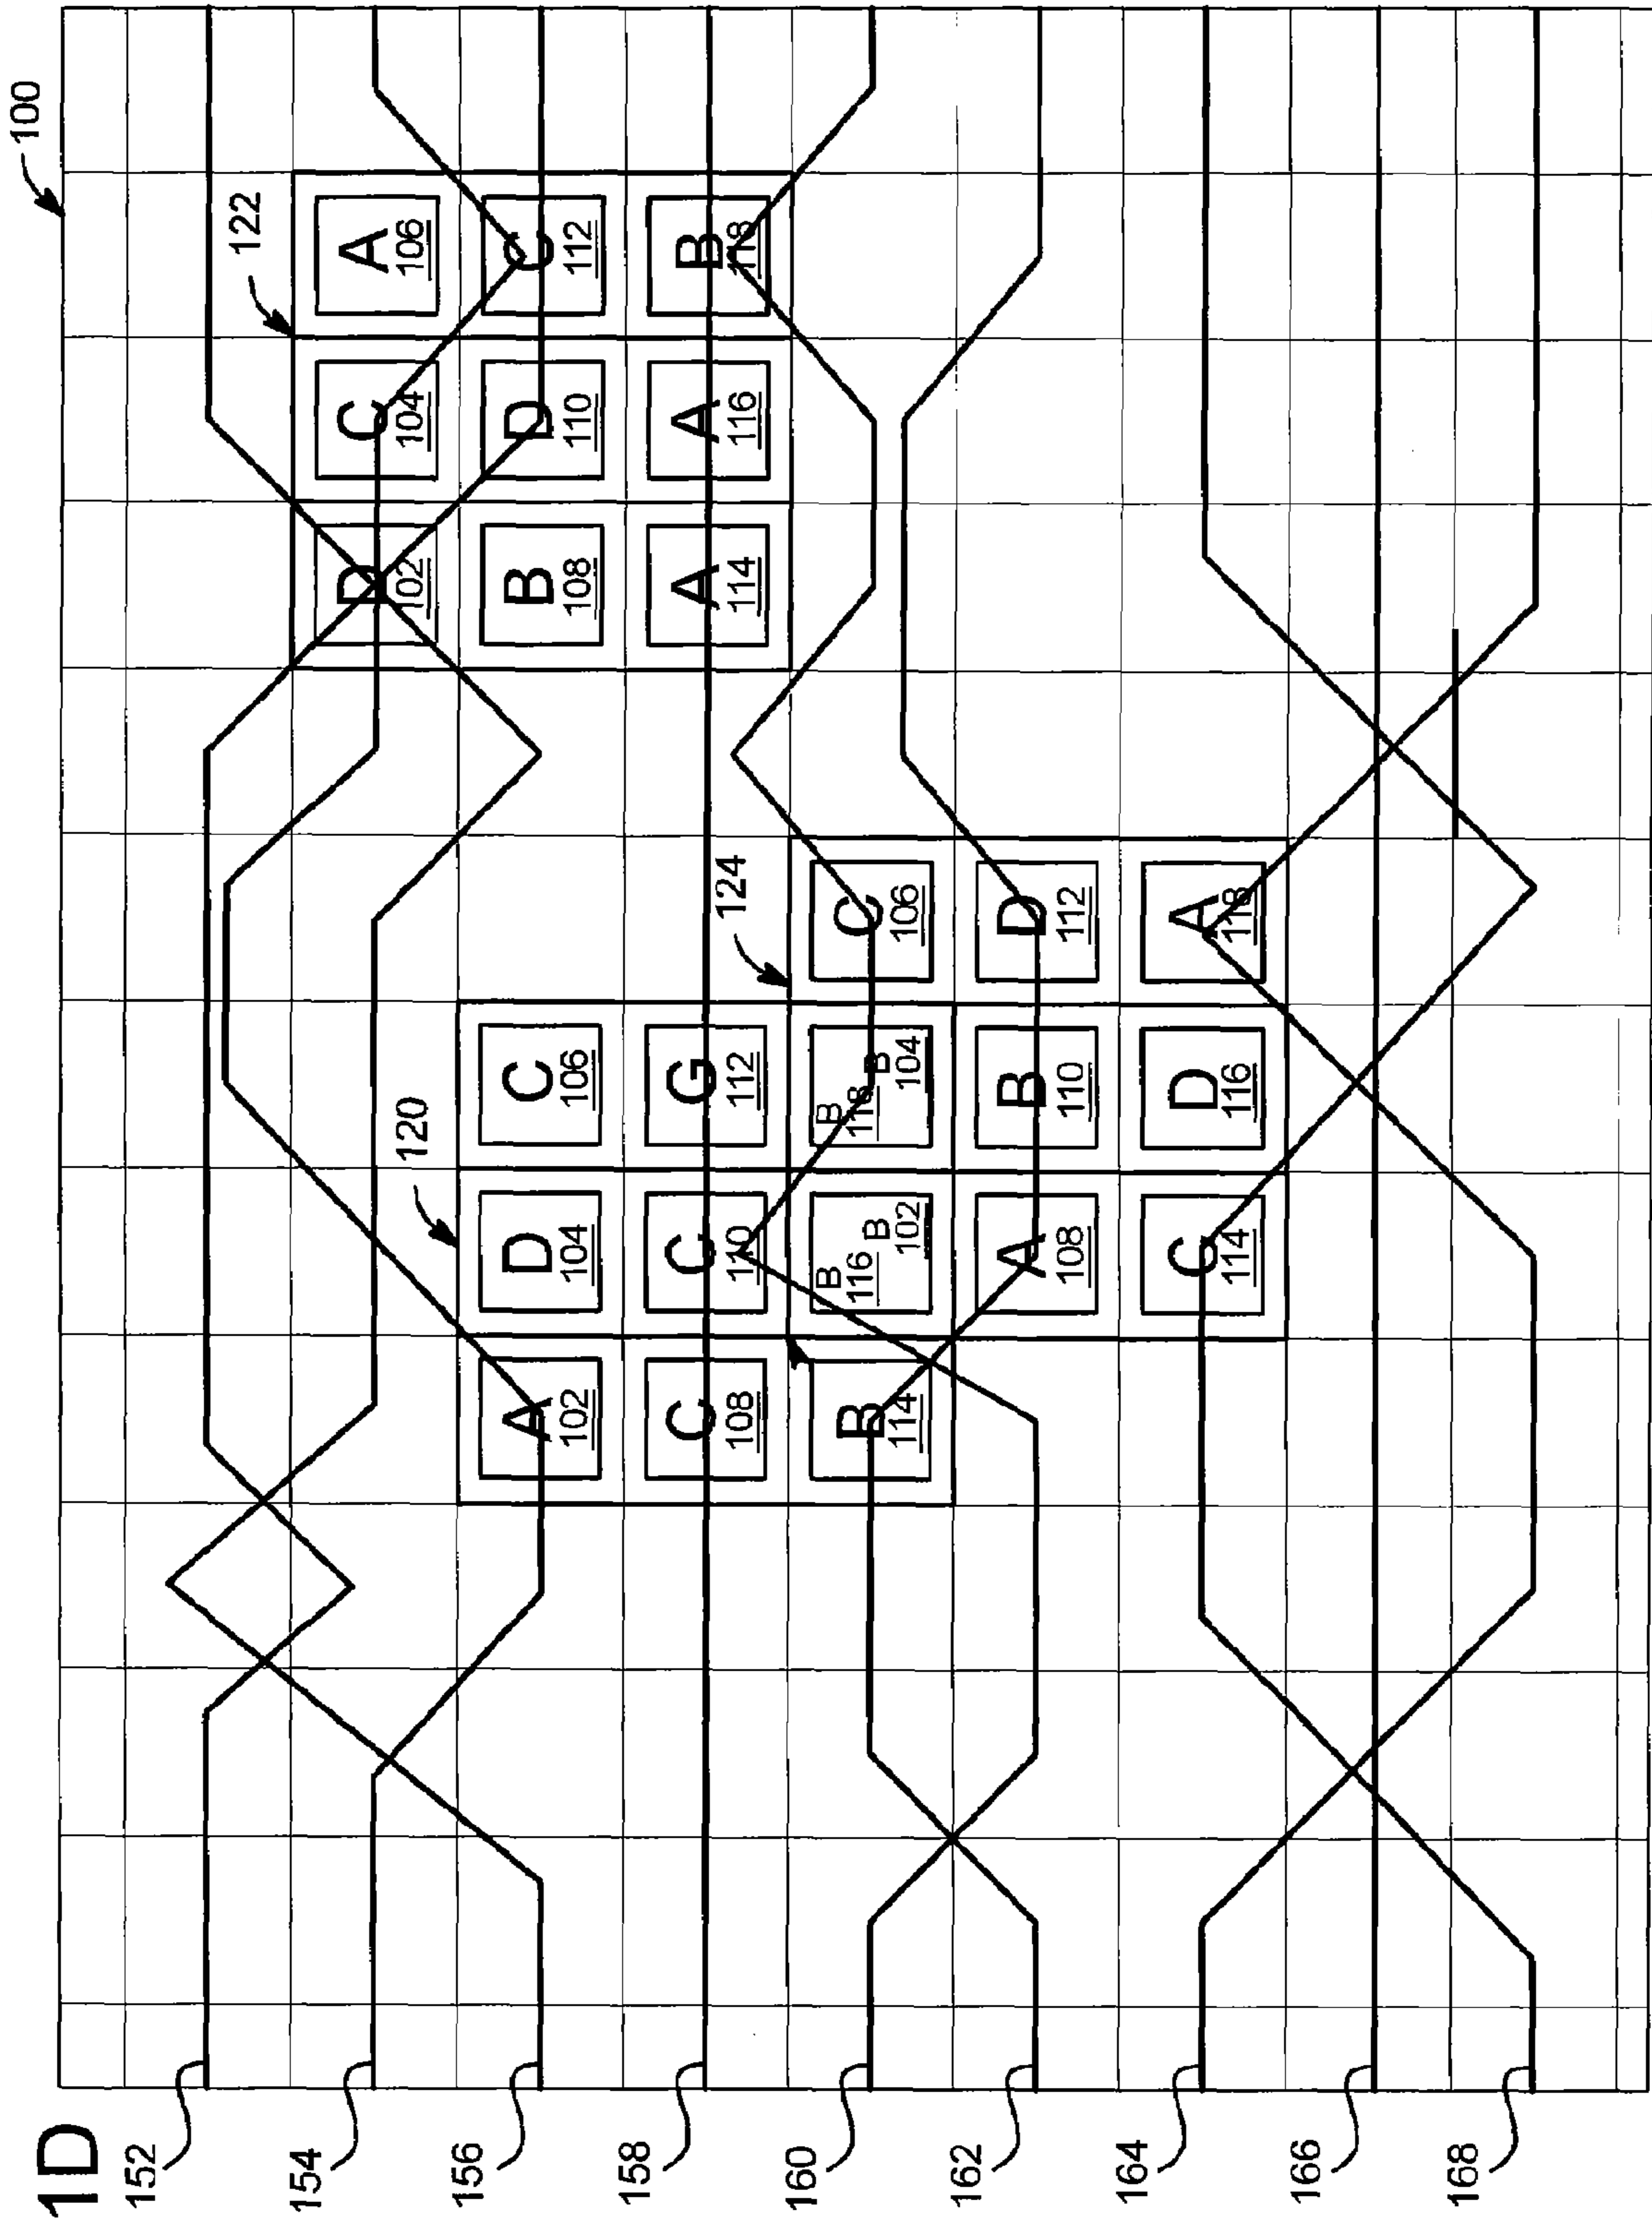 1D
100
152
122
154
D C A
102 104 106
120
156
A D C B D C
102 104 106 108 110 112
158
C C G A A B
108 110 112 114 116 118
124
160
B B B
B B B C
114 116 118
102 104 106
162
A B D
108 110 112
164
C D A
114 116 118
166
168